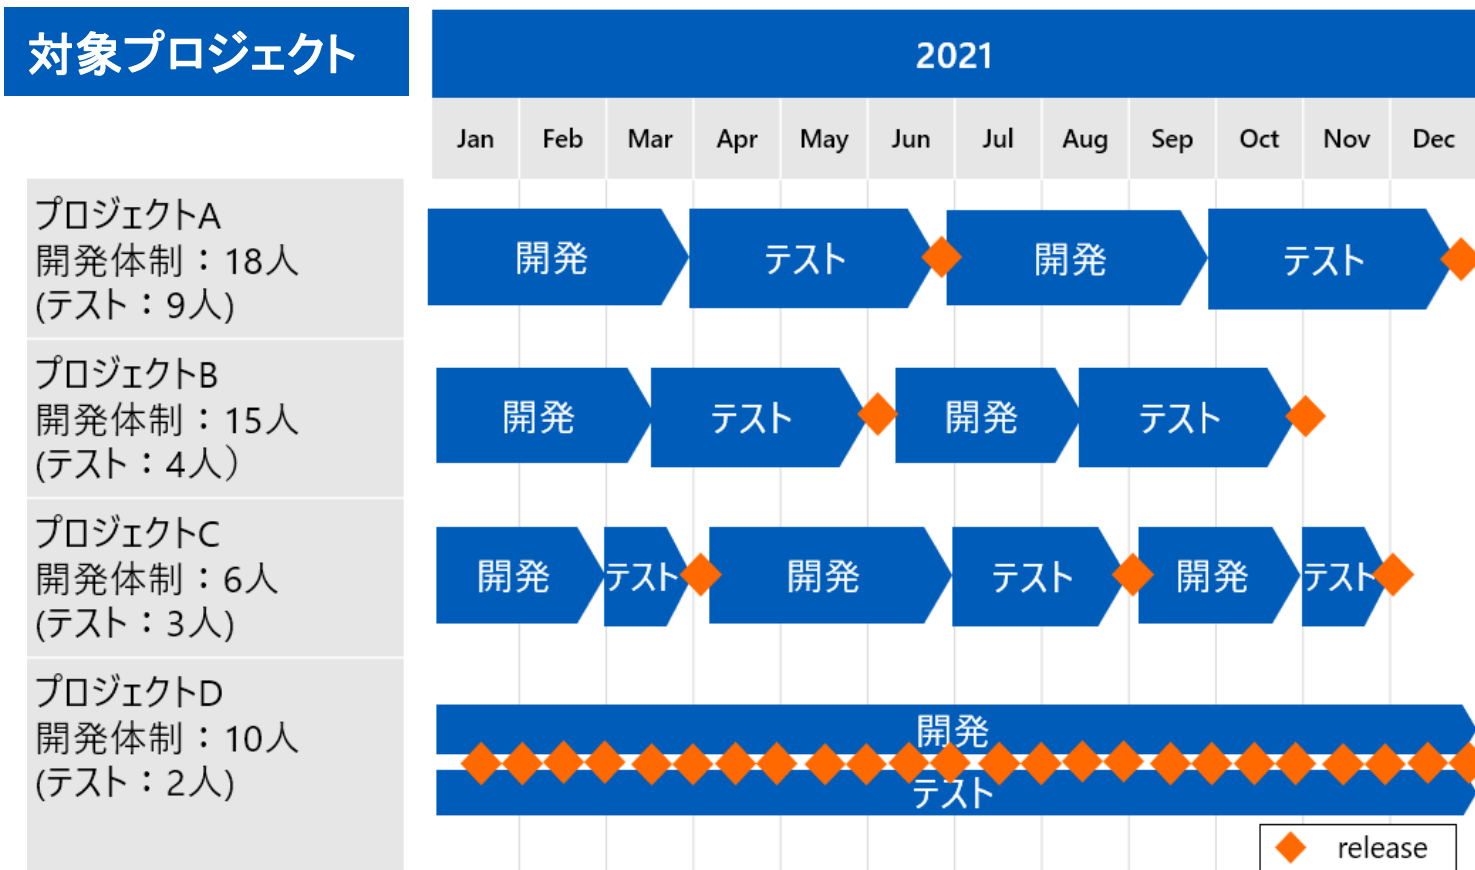 対象プロジェクト
2021
Jan Feb Mar Apr May Jun Jul Aug Sep Oct Nov Dec
プロジェクトA
開発体制：18人
(テスト：9人)
開発 テスト 開発 テスト
プロジェクトB
開発体制：15人
(テスト：4人）
開発 テスト 開発 テスト
プロジェクトC
開発体制：6人
(テスト：3人)
開発 テスト 開発 テスト 開発 テスト
プロジェクトD
開発体制：10人
(テスト：2人)
開発
テスト
release